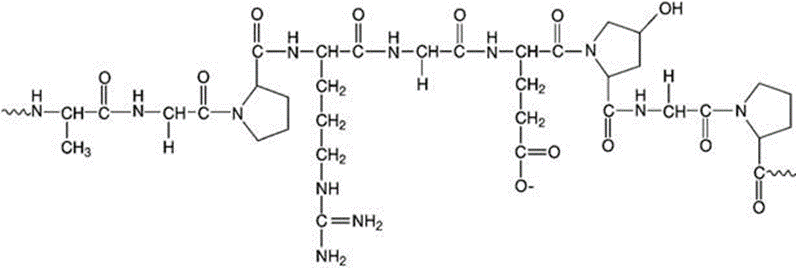 OH
O O O O
H H H
C N C C N C C N C C N
H
O O CH2 CH2 H
H H H
N C C N C C N CH2 CH2 C N C C N
CH3 H CH2 C=O O O
C
NH O-
O
C=NH2
NH2